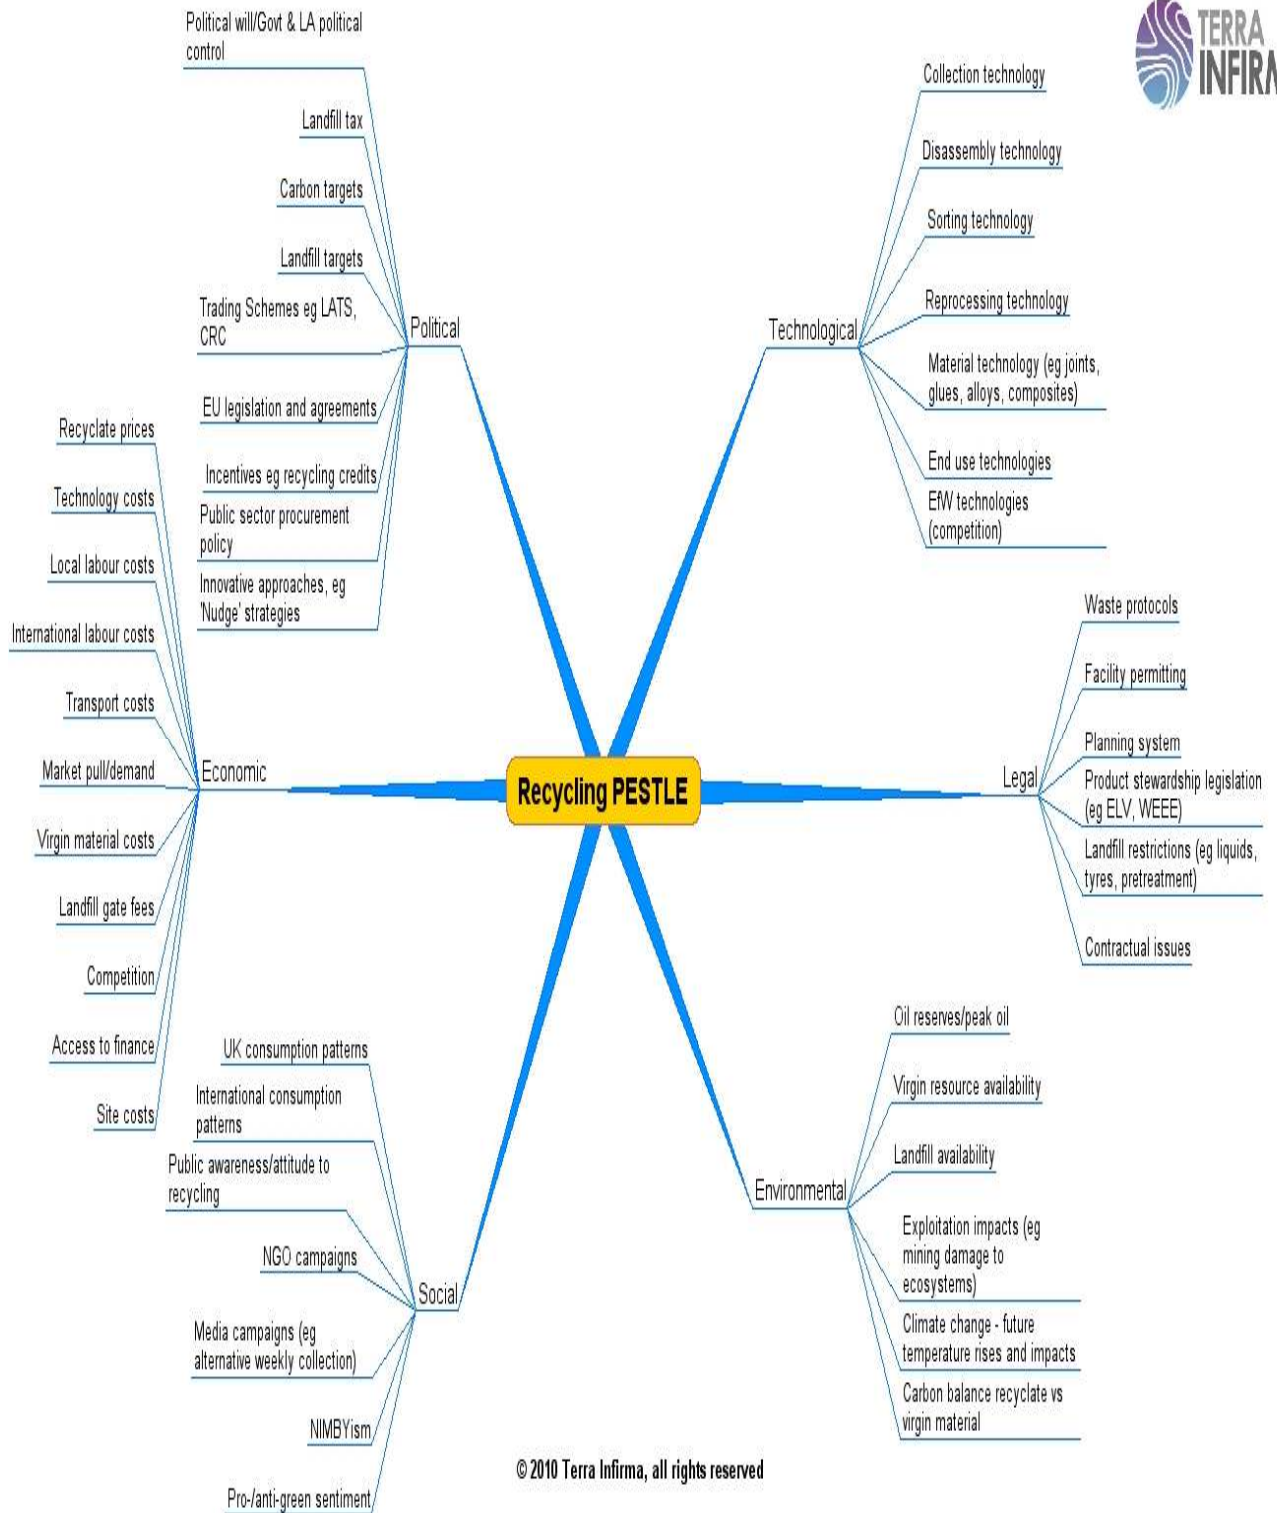 Political will/Govt & LA political
control
Landfill tax
Carbon targets
Landfill targets
Trading Schemes eg LATS,
CRC
EU legislation and agreements
Incentives eg recycling credits
Public sector procurement
policy
Innovative approaches, eg
'Nudge' strategies
Political
TERRA
INFIRM
Collection technology
Disassembly technology
Sorting technology
Reprocessing technology
Material technology (eg joints,
glues, alloys, composites)
End use technologies
EfW technologies
(competition)
Technological
Recyclate prices
Technology costs
Local labour costs
International labour costs
Transport costs
Market pull/demand
Virgin material costs
Landfill gate fees
Competition
Access to finance
Site costs
Economic
Recycling PESTLE
Legal
Waste protocols
Facility permitting
Planning system
Product stewardship legislation
(eg ELV, WEEE)
Landfill restrictions (eg liquids,
tyres, pretreatment)
Contractual issues
UK consumption patterns
International consumption
patterns
Public awareness/attitude to
recycling
NGO campaigns
Media campaigns (eg
alternative weekly collection)
NIMBYism
Pro-/anti-green sentiment
Social
Environmental
Oil reserves/peak oil
Virgin resource availability
Landfill availability
Exploitation impacts (eg
mining damage to
ecosystems)
Climate change - future
temperature rises and impacts
Carbon balance recyclate vs
virgin material
© 2010 Terra Infirma, all rights reserved